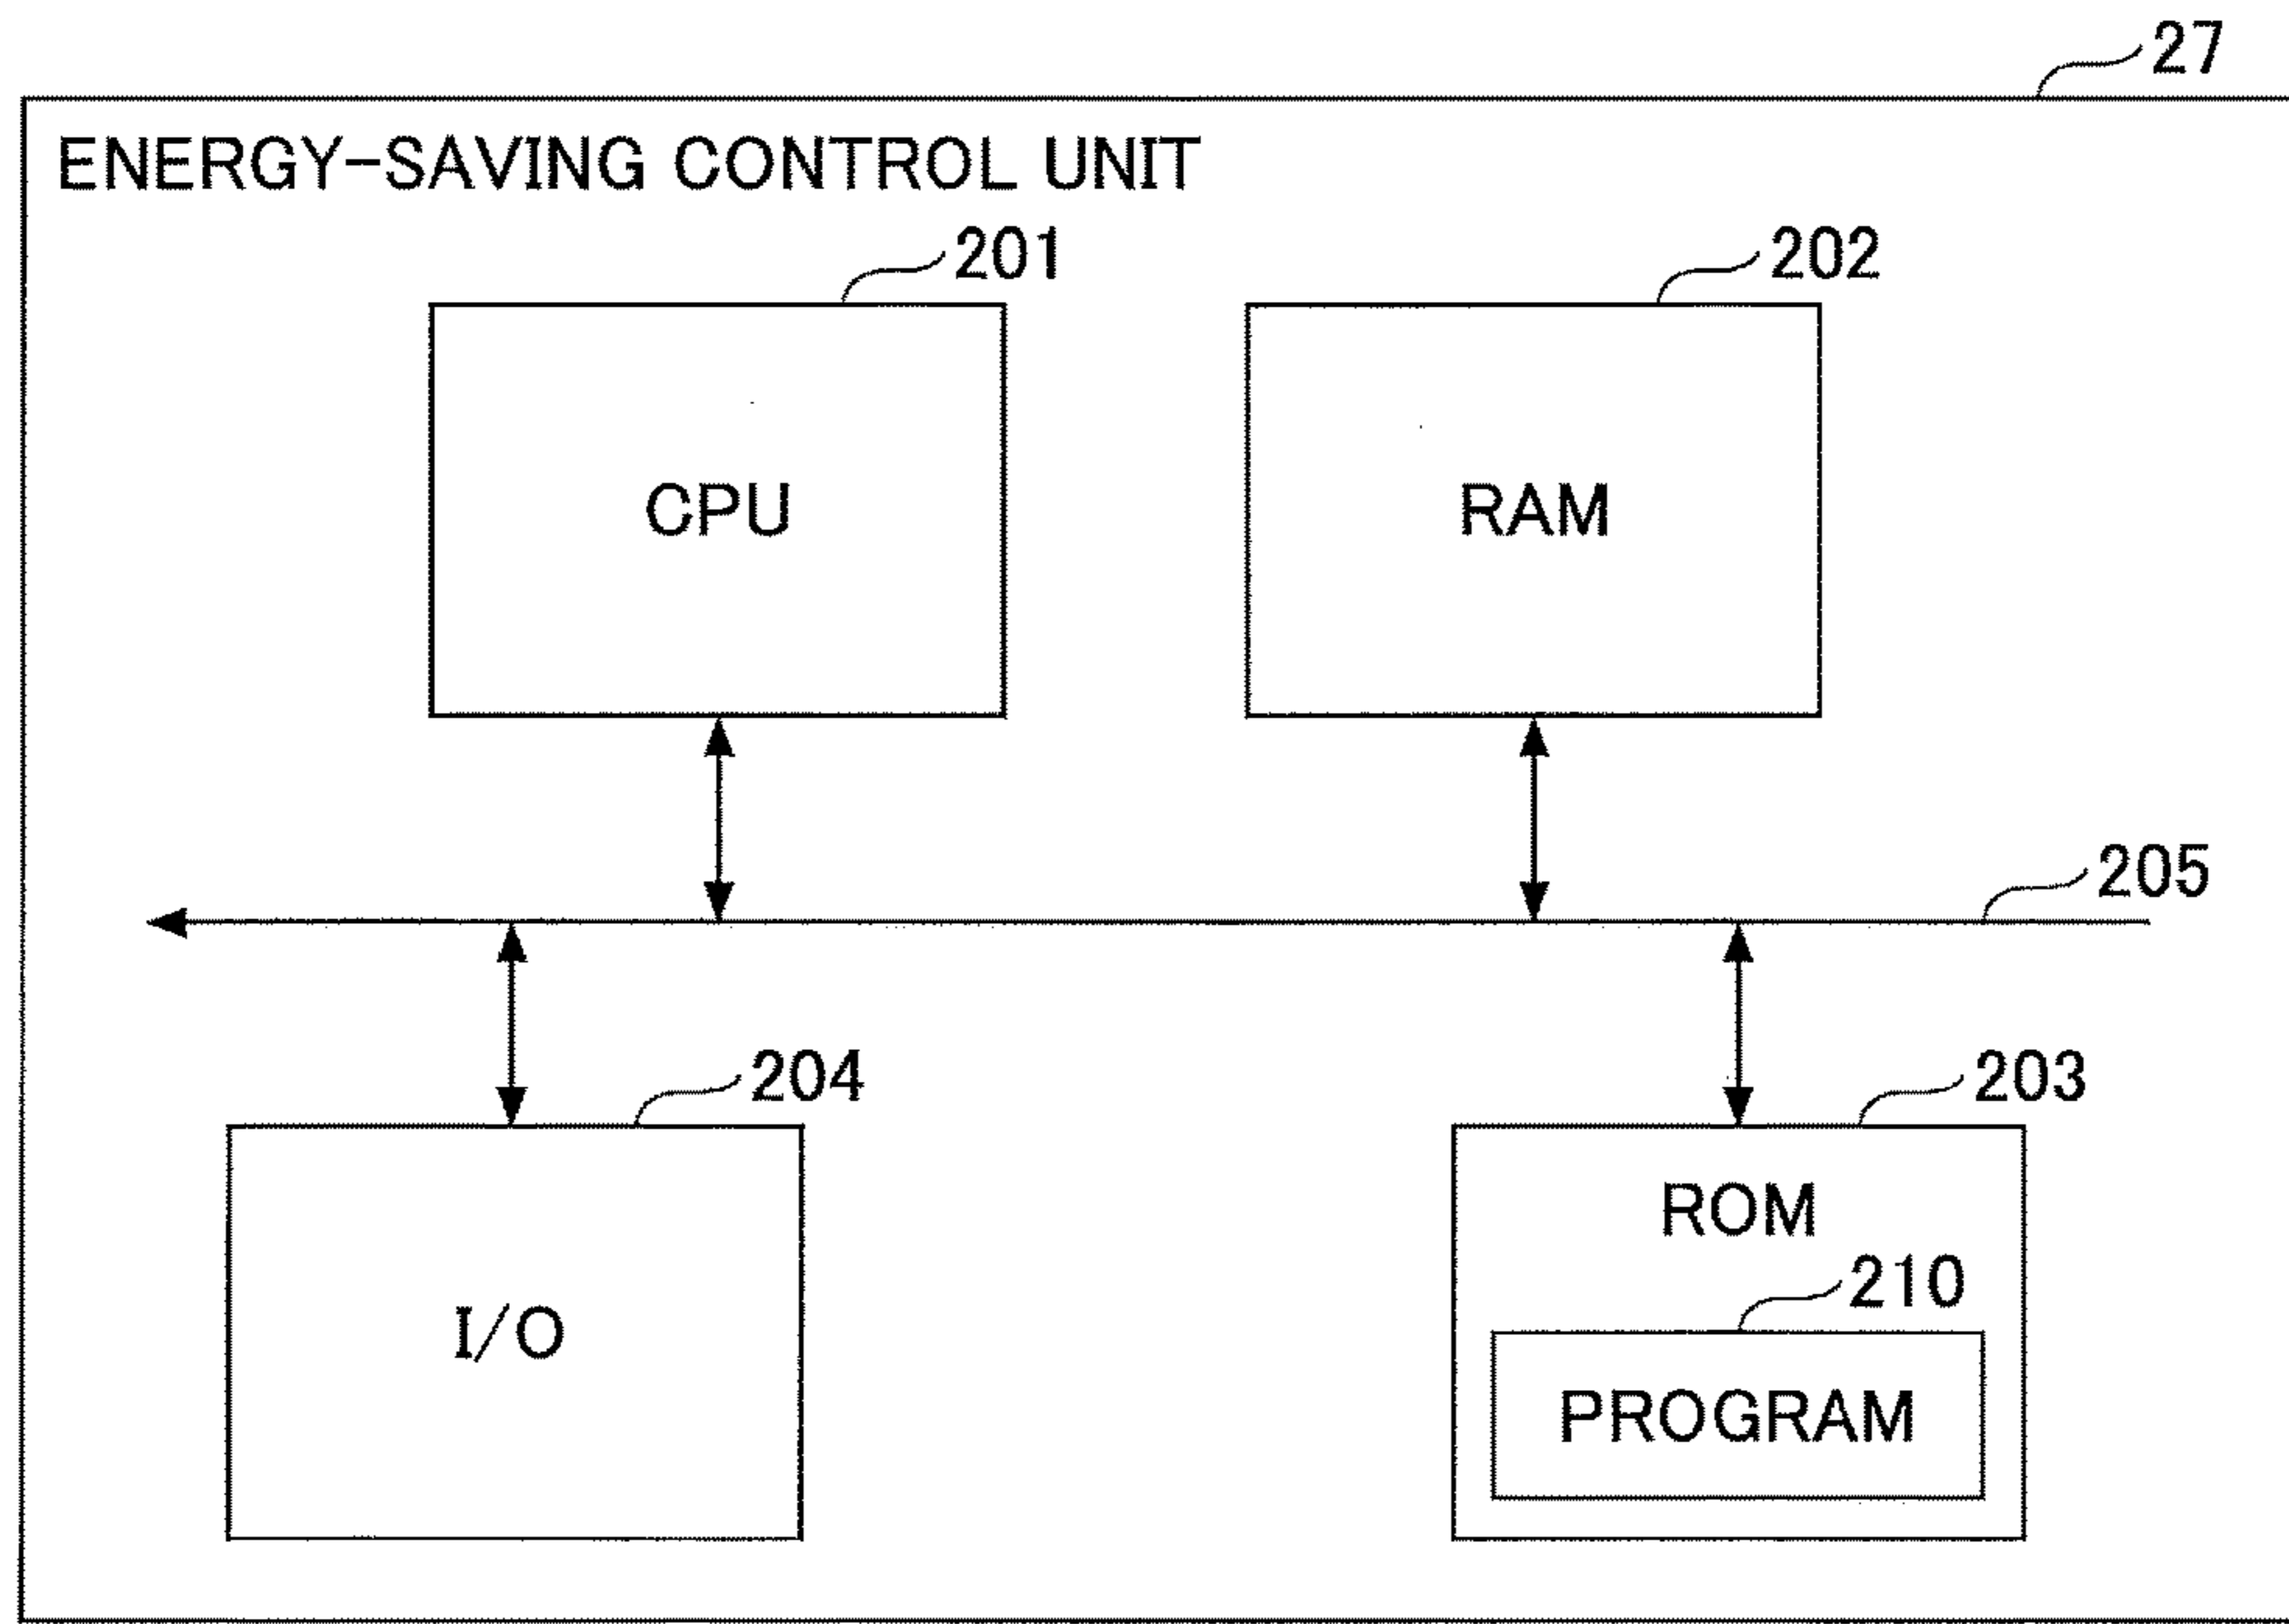 27
ENERGY-SAVING CONTROL UNIT
201
202
CPU
RAM
205
204
203
I/O
ROM
210
PROGRAM